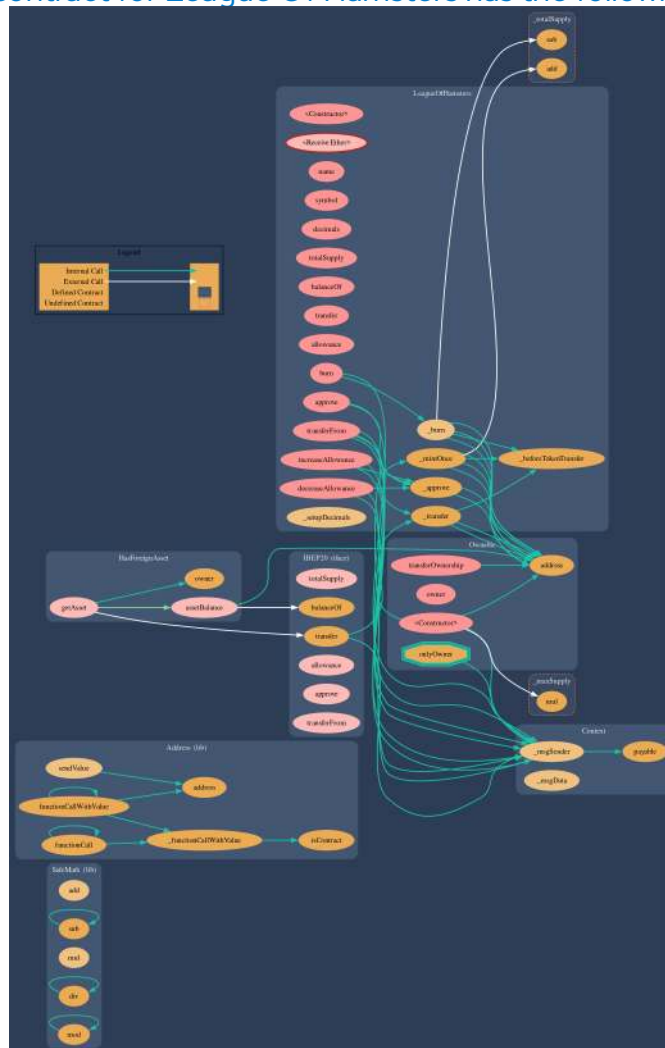 _totalSupply
sub
add
LeagueOfHamsters
<Constructor>
<Receive Ether>
name
symbol
decimals
totalSupply
balanceOf
transfer
allowance
burn
approve
transferFrom
increaseAllowance
decreaseAllowance
_setupDecimals
_burn
_mintOnce
_approve
_transfer
_beforeTokenTransfer
Legend
Internal Call
External Call
Defined Contract
Undefined Contract
HasForeignAsset
owner
getAsset
assetBalance
IBEP20 (iface)
totalSupply
balanceOf
transfer
allowance
approve
transferFrom
Ownable
transferOwnership
address
owner
<Constructor>
onlyOwner
_maxSupply
mul
Context
_msgSender
payable
_msgData
Address (lib)
sendValue
address
functionCallWithValue
functionCall
_functionCallWithValue
isContract
SafeMath (lib)
add
sub
mul
div
mod